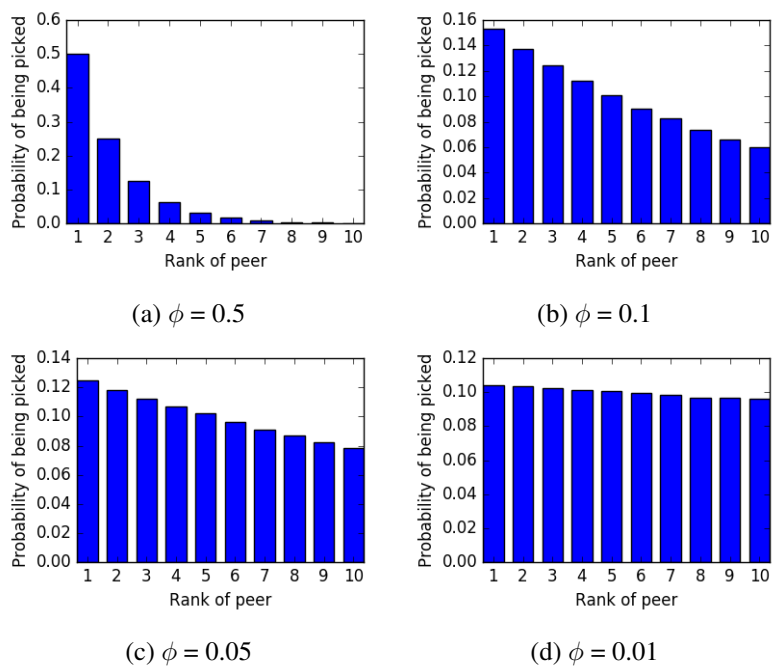 Probability of being picked
0.6
0.5
0.4
0.3
0.2
0.1
0.0
1 2 3 4 5 6 7 8 9 10
Rank of peer
(a) ϕ = 0.5
Probability of being picked
0.16
0.14
0.12
0.10
0.08
0.06
0.04
0.02
0.00
1 2 3 4 5 6 7 8 9 10
Rank of peer
(b) ϕ = 0.1
Probability of being picked
0.14
0.12
0.10
0.08
0.06
0.04
0.02
0.00
1 2 3 4 5 6 7 8 9 10
Rank of peer
(c) ϕ = 0.05
Probability of being picked
0.12
0.10
0.08
0.06
0.04
0.02
0.00
1 2 3 4 5 6 7 8 9 10
Rank of peer
(d) ϕ = 0.01